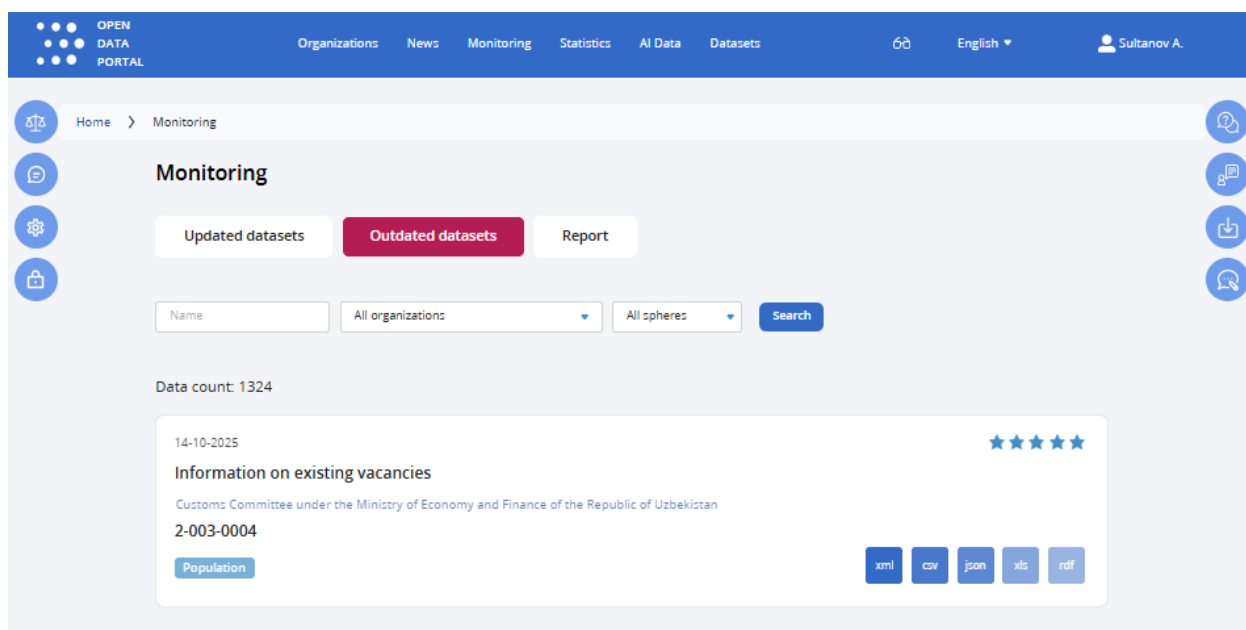 OPEN
DATA
PORTAL
Organizations News Monitoring Statistics AI Data Datasets English Sultanov A.
Home Monitoring
Monitoring
Updated datasets Outdated datasets Report
Name All organizations All spheres Search
Data count: 1324
14-10-2025
Information on existing vacancies
Customs Committee under the Ministry of Economy and Finance of the Republic of Uzbekistan
2-003-0004
Population
xml csv json xls rdf